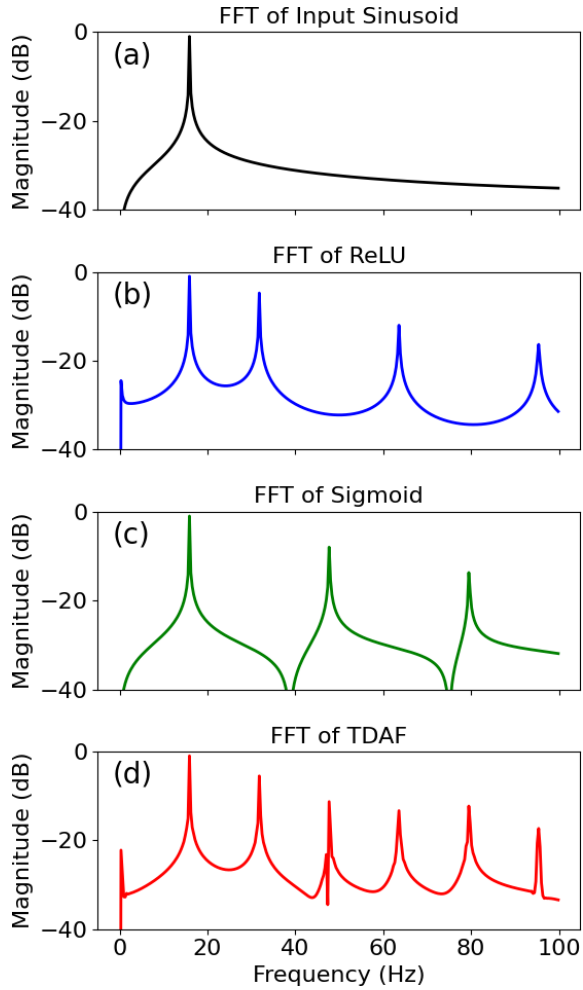 FFT of Input Sinusoid
(a)
Magnitude (dB)
0
−20
−40
FFT of ReLU
(b)
Magnitude (dB)
0
−20
−40
FFT of Sigmoid
(c)
Magnitude (dB)
0
−20
−40
FFT of TDAF
(d)
Magnitude (dB)
0
−20
−40
0 20 40 60 80 100
Frequency (Hz)